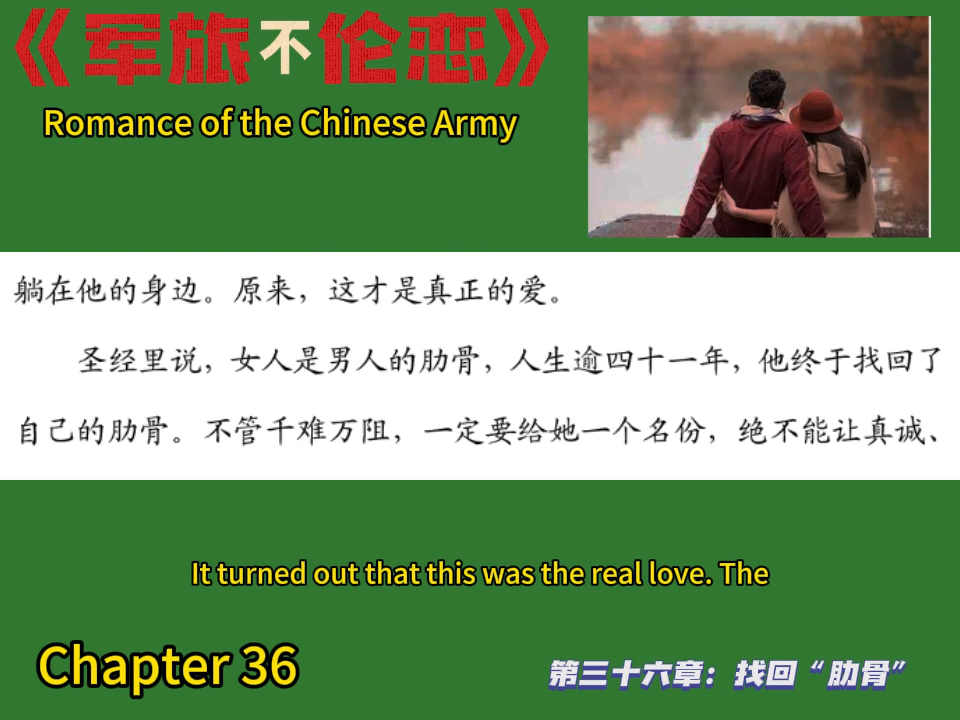 《军旅不伦恋》
Romance of the Chinese Army
躺在他的身边。原来，这才是真正的爱。
圣经里说，女人是男人的肋骨，人生逾四十一年，他终于找回了
自己的肋骨。不管千难万阻，一定要给她一个名份，绝不能让真诚、
It turned out that this was the real love. The
Chapter 36
第三十六章：找回“肋骨”